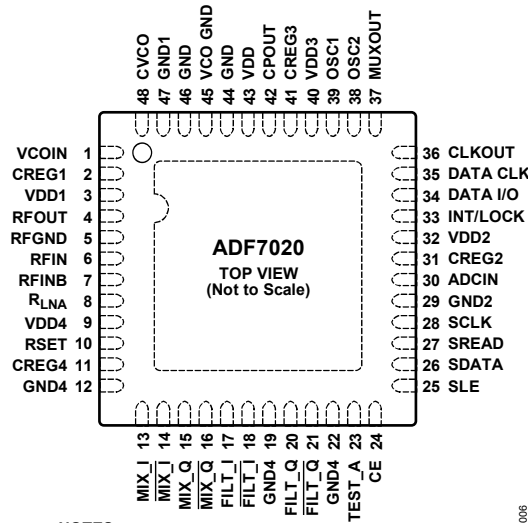 48 CVCO
47 GND1
46 GND
45 VCO GND
44 GND
43 VDD
42 CPOUT
41 CREG3
40 VDD3
39 OSC1
38 OSC2
37 MUXOUT
VCOIN 1
CREG1 2
VDD1 3
RFOUT 4
RFGND 5
RFIN 6
RFINB 7
RLNA 8
VDD4 9
RSET 10
CREG4 11
GND4 12
ADF7020
TOP VIEW
(Not to Scale)
36 CLKOUT
35 DATA CLK
34 DATA I/O
33 INT/LOCK
32 VDD2
31 CREG2
30 ADCIN
29 GND2
28 SCLK
27 SREAD
26 SDATA
25 SLE
MIX_I 13
MIX_I 14
MIX_Q 15
MIX_Q 16
FILT_I 17
FILT_I 18
GND4 19
FILT_Q 20
FILT_Q 21
GND4 22
TEST_A 23
CE 24
006